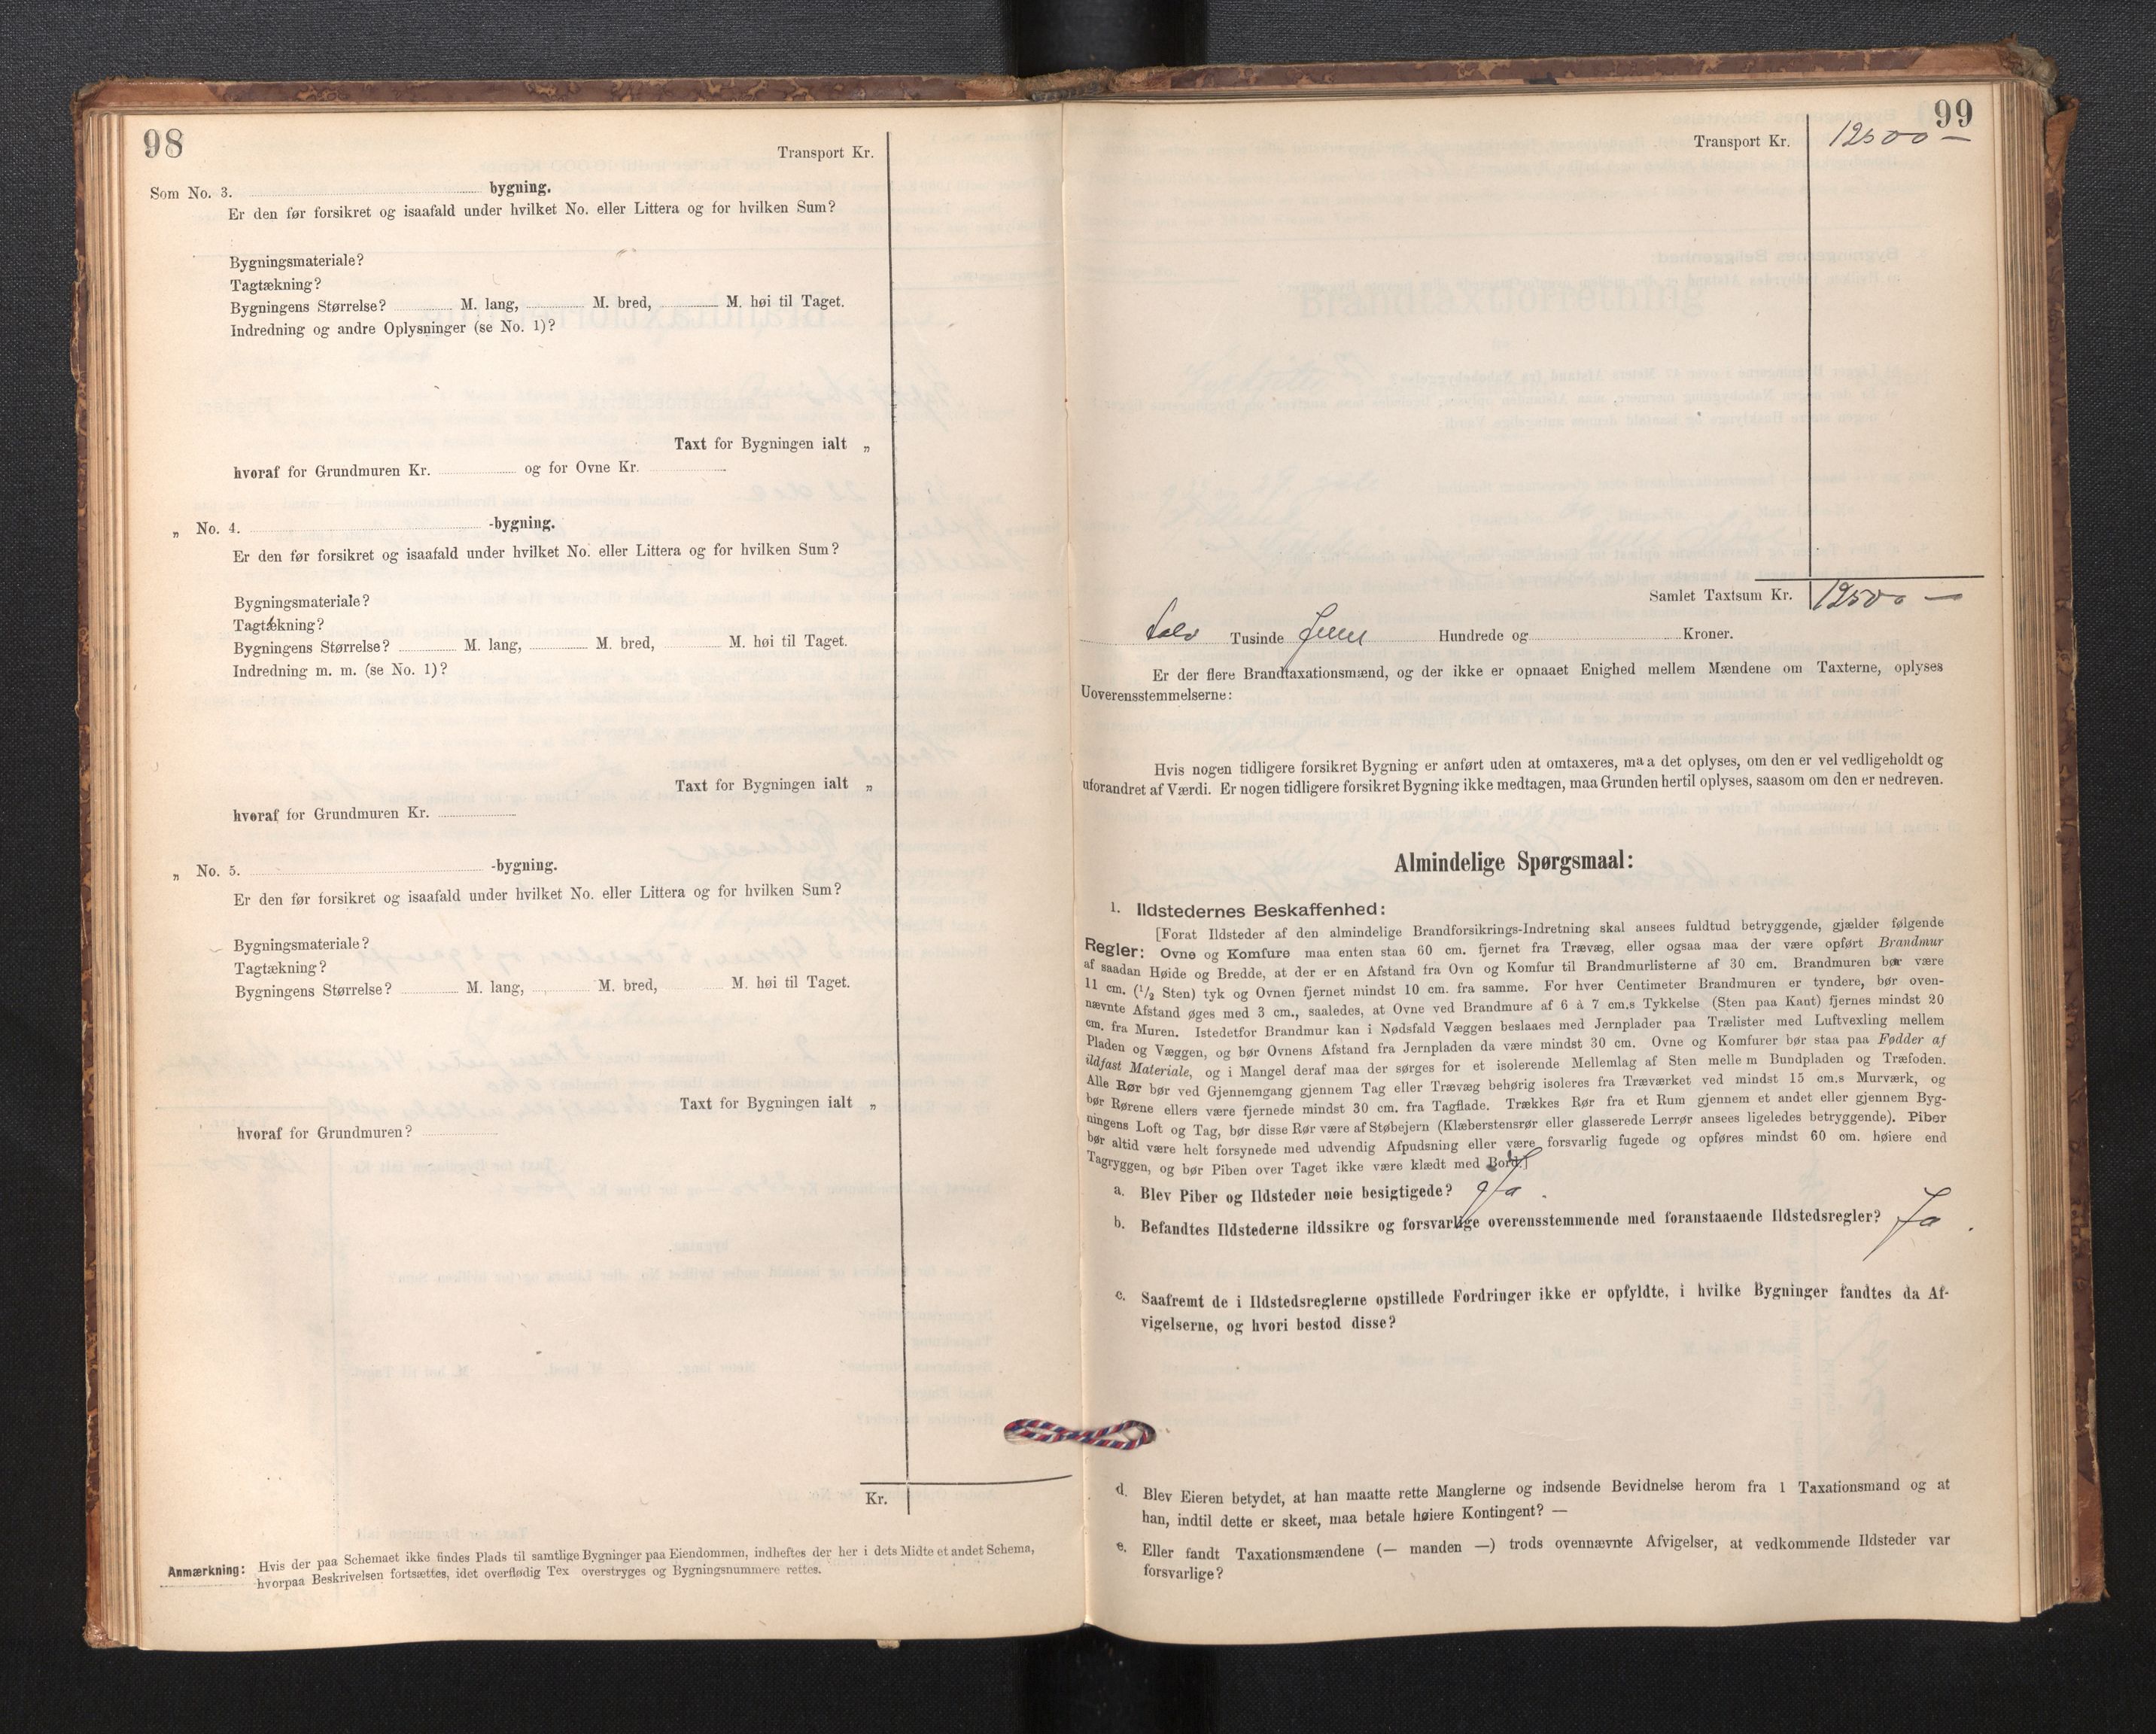 98
Transport Kr.
Som No. 3. bygning.
Er den før forsikret og isaafald under hvilket No. eller Littera og for hvilken Sum?
Bygningsmateriale?
Tagtækning?
Bygningens Størrelse? M. lang, M. bred, M. høi til Taget.
Indredning og andre Oplysninger (se No. 1)?
Taxt for Bygningen ialt „
hvoraf for Grundmuren Kr. og for Ovne Kr.
„ No. 4. -bygning.
Er den før forsikret og isaafald under hvilket No. eller Littera og for hvilken Sum?
Bygningsmateriale?
Tagtækning?
Bygningens Størrelse? M. lang, M. bred, M. høi til Taget.
Indredning m. m. (se No. 1)?
Taxt for Bygningen ialt „
hvoraf for Grundmuren Kr.
„ No. 5. -bygning.
Er den før forsikret og isaafald under hvilket No. eller Littera og for hvilken Sum?
Bygningsmateriale?
Tagtækning?
Bygningens Størrelse? M. lang, M. bred, M. høi til Taget.
Taxt for Bygningen ialt „
hvoraf for Grundmuren?
Kr.
Anmærkning: Hvis der paa Schemaet ikke findes Plads til samtlige Bygninger paa Eiendommen, indheftes der her i dets Midte et andet Schema,
hvorpaa Beskrivelsen fortsættes, idet overflødig Tex overstryges og Bygningsnummere rettes.
99
Transport Kr. 12500 —
Samlet Taxtsum Kr. 12500 —
Tolv Tusinde fem Hundrede og Kroner.
Er der flere Brandtaxationsmænd, og der ikke er opnaaet Enighed mellem Mændene om Taxterne, oplyses
Uoverensstemmelserne:
Hvis nogen tidligere forsikret Bygning er anført uden at omtaxeres, maa det oplyses, om den er vel vedligeholdt og
uforandret af Værdi. Er nogen tidligere forsikret Bygning ikke medtagen, maa Grunden hertil oplyses, saasom om den er nedreven.
Almindelige Spørgsmaal:
1. Ildstedernes Beskaffenhed:
[Forat Ildsteder af den almindelige Brandforsikrings-Indretning skal ansees fuldtud betryggende, gjælder følgende
Regler: Ovne og Komfure maa enten staa 60 cm. fjernet fra Trævæg, eller ogsaa maa der være opført Brandmur
af saadan Høide og Bredde, at der er en Afstand fra Ovn og Komfur til Brandmurlisterne af 30 cm. Brandmuren bør være
11 cm. (½ Sten) tyk og Ovnen fjernet mindst 10 cm. fra samme. For hver Centimeter Brandmuren er tyndere, bør oven-
nævnte Afstand øges med 3 cm., saaledes, at Ovne ved Brandmure af 6 à 7 cm.s Tykkelse (Sten paa Kant) fjernes mindst 20
cm. fra Muren. Istedetfor Brandmur kan i Nødsfald Væggen beslaaes med Jernplader paa Trælister med Luftvexling mellem
Pladen og Væggen, og bør Ovnens Afstand fra Jernpladen da være mindst 30 cm. Ovne og Komfurer bør staa paa Fødder af
ildfast Materiale, og i Mangel deraf maa der sørges for et isolerende Mellemlag af Sten mellem Bundpladen og Træfoden.
Alle Rør bør ved Gjennemgang gjennem Tag eller Trævæg behørig isoleres fra Træværket ved mindst 15 cm.s Murværk, og
bør Rørene ellers være fjernede mindst 30 cm. fra Tagflade. Trækkes Rør fra et Rum gjennem et andet eller gjennem Byg-
ningens Loft og Tag, bør disse Rør være af Støbejern (Klæberstensrør eller glasserede Lerrør ansees ligeledes betryggende). Piber
bør altid være helt forsynede med udvendig Afpudsning eller være forsvarlig fugede og opføres mindst 60 cm. høiere end
Tagryggen, og bør Piben over Taget ikke være klædt med Bord.]
a. Blev Piber og Ildsteder nøie besigtigede? Ja.
b. Befandtes Ildstederne ildssikre og forsvarlige overensstemmende med foranstaaende Ildstedsregler? Ja.
c. Saafremt de i Ildstedsreglerne opstillede Fordringer ikke er opfyldte, i hvilke Bygninger fandtes da Af-
vigelserne, og hvori bestod disse?
d. Blev Eieren betydet, at han maatte rette Manglerne og indsende Bevidnelse herom fra 1 Taxationsmand og at
han, indtil dette er skeet, maa betale høiere Kontingent? —
e. Eller fandt Taxationsmændene (— manden —) trods ovennævnte Afvigelser, at vedkommende Ildsteder var
forsvarlige?